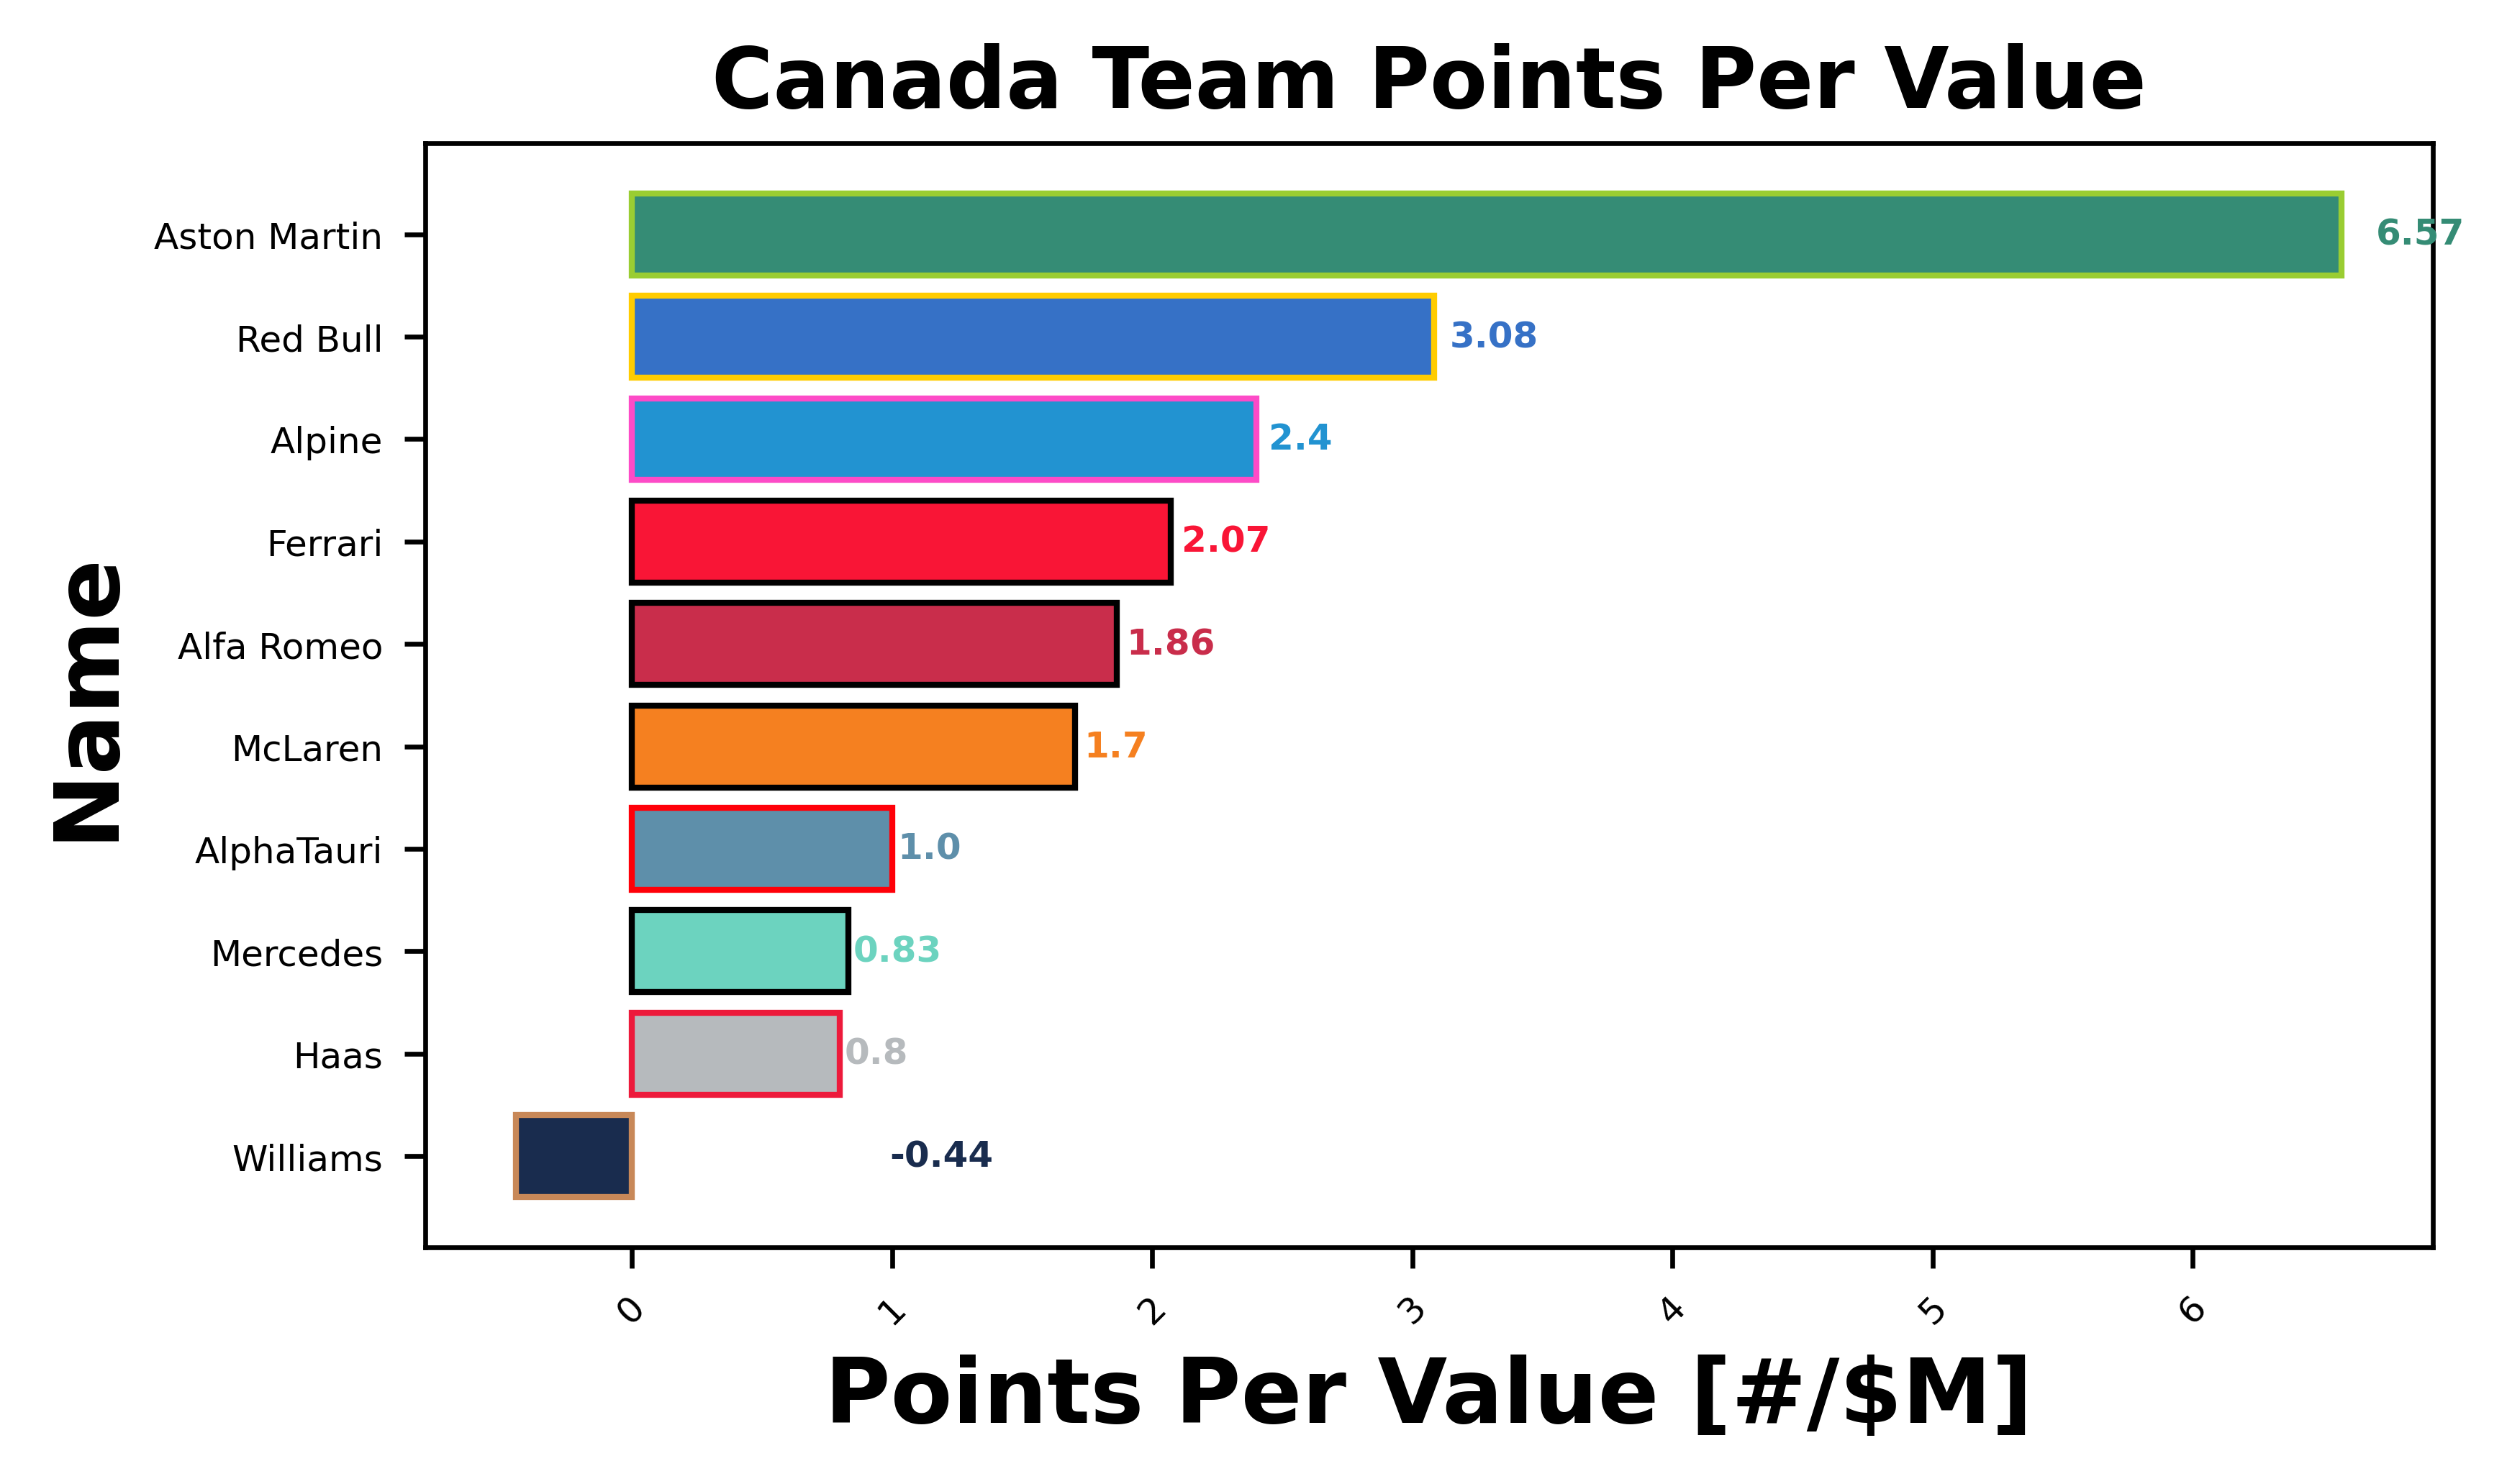 Canada Team Points Per Value
Aston Martin 6.57
Red Bull 3.08
Alpine 2.4
Ferrari 2.07
Alfa Romeo 1.86
McLaren 1.7
AlphaTauri 1.0
Mercedes 0.83
Haas 0.8
Williams -0.44
Name
0 1 2 3 4 5 6
Points Per Value [#/$M]